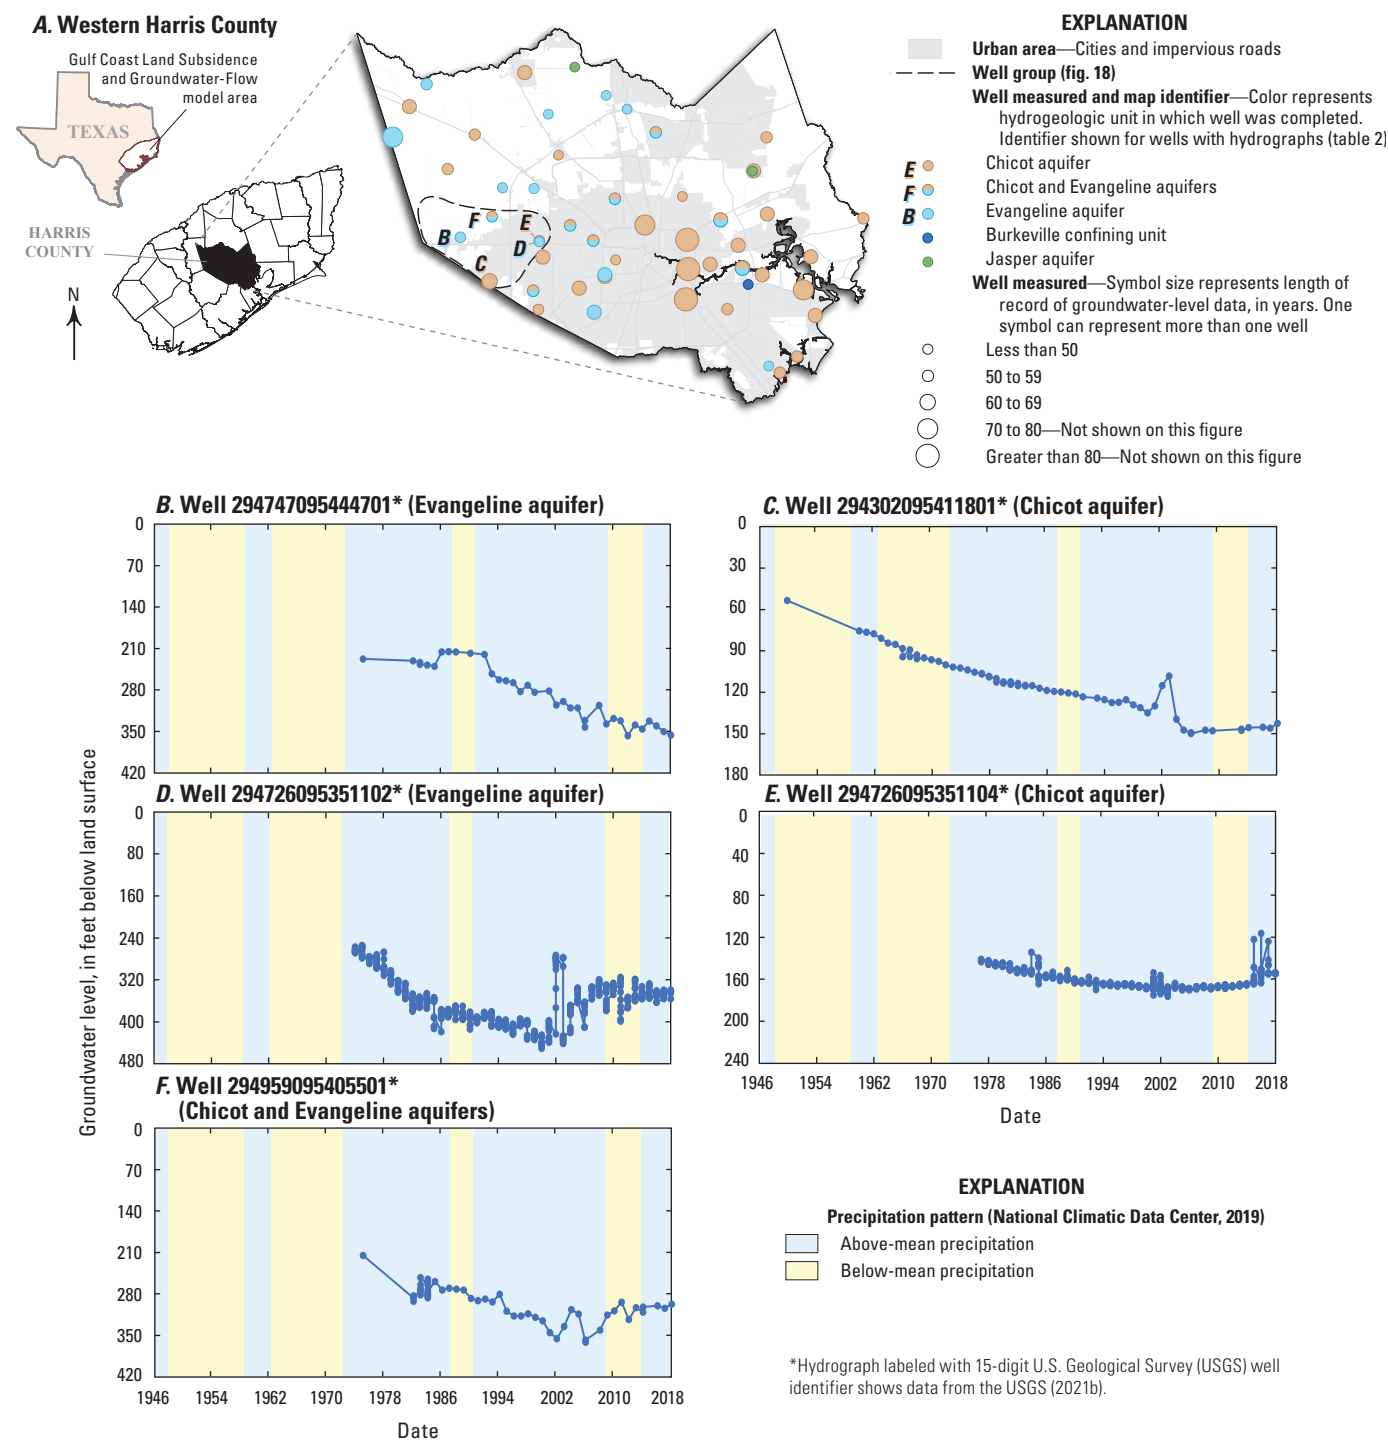 A. Western Harris County
Gulf Coast Land Subsidence
and Groundwater-Flow
model area
TEXAS
HARRIS
COUNTY
N
F
E
B
D
C
EXPLANATION
Urban area—Cities and impervious roads
Well group (fig. 18)
Well measured and map identifier—Color represents
hydrogeologic unit in which well was completed.
Identifier shown for wells with hydrographs (table 2)
E Chicot aquifer
F Chicot and Evangeline aquifers
B Evangeline aquifer
Burkeville confining unit
Jasper aquifer
Well measured—Symbol size represents length of
record of groundwater-level data, in years. One
symbol can represent more than one well
Less than 50
50 to 59
60 to 69
70 to 80—Not shown on this figure
Greater than 80—Not shown on this figure
Groundwater level, in feet below land surface
B. Well 294747095444701* (Evangeline aquifer)
0
70
140
210
280
350
420
C. Well 294302095411801* (Chicot aquifer)
0
30
60
90
120
150
180
D. Well 294726095351102* (Evangeline aquifer)
0
80
160
240
320
400
480
E. Well 294726095351104* (Chicot aquifer)
0
40
80
120
160
200
240
1946 1954 1962 1970 1978 1986 1994 2002 2010 2018
Date
F. Well 294959095405501*
(Chicot and Evangeline aquifers)
0
70
140
210
280
350
420
1946 1954 1962 1970 1978 1986 1994 2002 2010 2018
Date
EXPLANATION
Precipitation pattern (National Climatic Data Center, 2019)
Above-mean precipitation
Below-mean precipitation
*Hydrograph labeled with 15-digit U.S. Geological Survey (USGS) well
identifier shows data from the USGS (2021b).